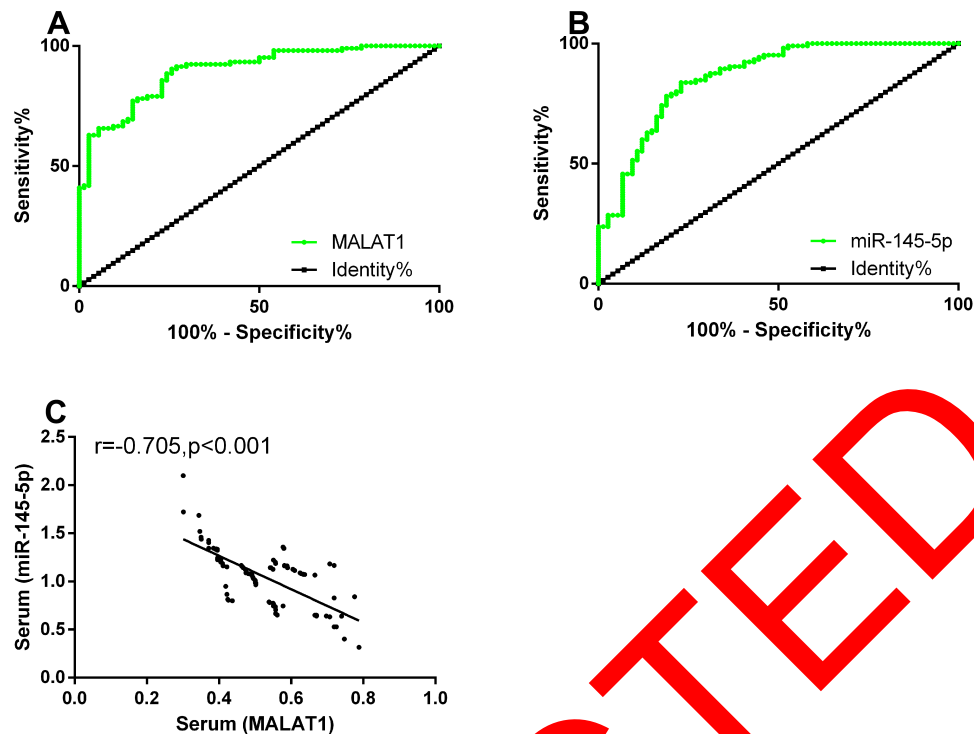 A
100
50
0
Sensitivity%
MALAT1
Identity%
0
50
100
100% - Specificity%
B
100
50
0
Sensitivity%
miR-145-5p
Identity%
0
50
100
100% - Specificity%
C
r=-0.705,p<0.001
2.5
2.0
1.5
1.0
0.5
0.0
Serum (miR-145-5p)
0.0
0.2
0.4
0.6
0.8
1.0
Serum (MALAT1)
TED